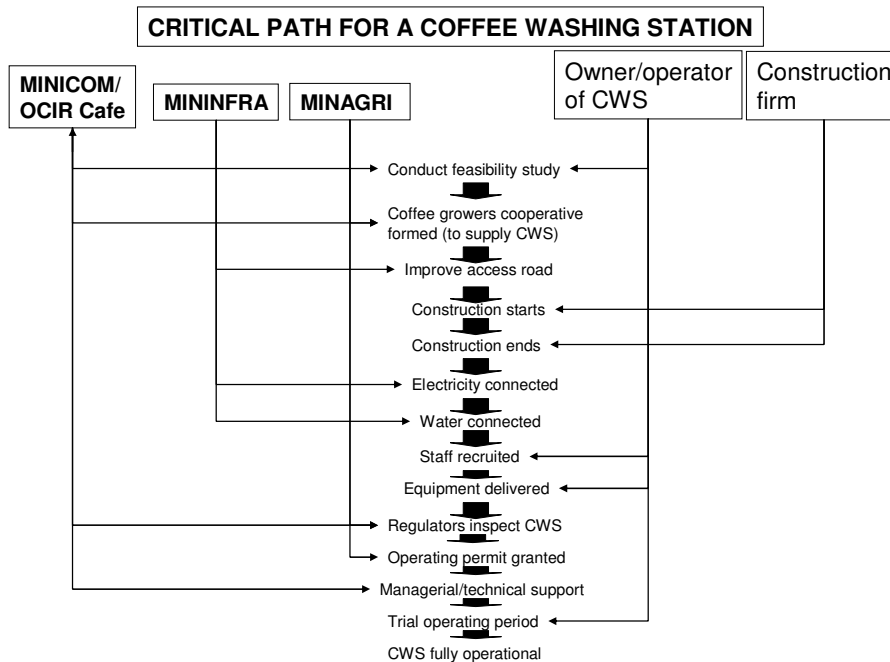 CRITICAL PATH FOR A COFFEE WASHING STATION
MINICOM/
OCIR Cafe
MININFRA
MINAGRI
Owner/operator
of CWS
Construction
firm
Conduct feasibility study
Coffee growers cooperative
formed (to supply CWS)
Improve access road
Construction starts
Construction ends
Electricity connected
Water connected
Staff recruited
Equipment delivered
Regulators inspect CWS
Operating permit granted
Managerial/technical support
Trial operating period
CWS fully operational